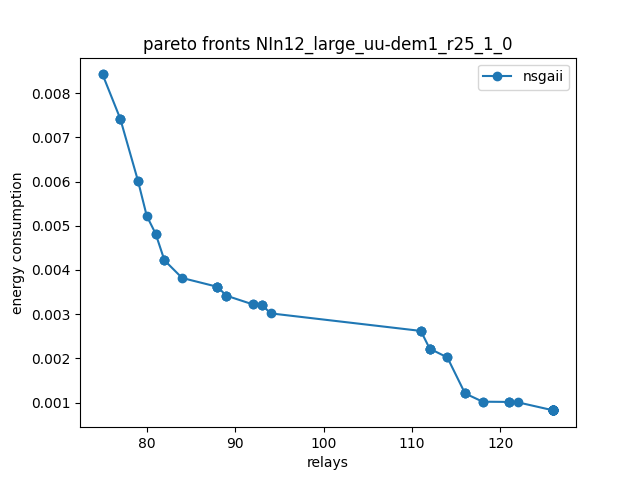 pareto fronts NIn12_large_uu-dem1_r25_1_0
nsgaii
energy consumption
0.008
0.007
0.006
0.005
0.004
0.003
0.002
0.001
80 90 100 110 120
relays